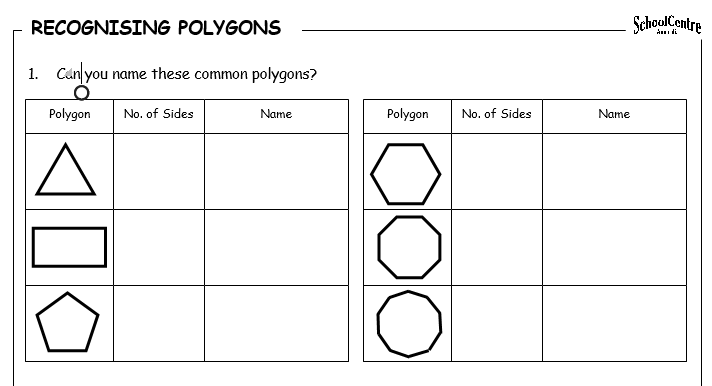 RECOGNISING POLYGONS
SchoolCentre
1. Can you name these common polygons?
Polygon No. of Sides Name
Polygon No. of Sides Name